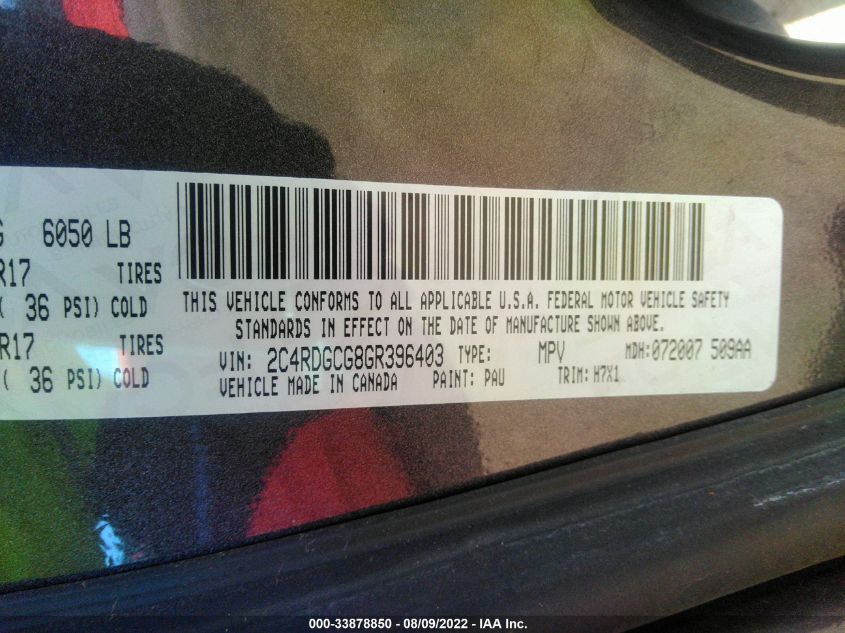 G 6050 LB
R17 TIRES
( 36 PSI) COLD
R17 TIRES
( 36 PSI) COLD
THIS VEHICLE CONFORMS TO ALL APPLICABLE U.S.A. FEDERAL MOTOR VEHICLE SAFETY
STANDARDS IN EFFECT ON THE DATE OF MANUFACTURE SHOWN ABOVE.
VIN: 2C4RDGCG8GR396403 TYPE: MPV MDH:072007 509AA
VEHICLE MADE IN CANADA PAINT: PAU TRIM: H7X1
000-33878850 - 08/09/2022 - IAA Inc.